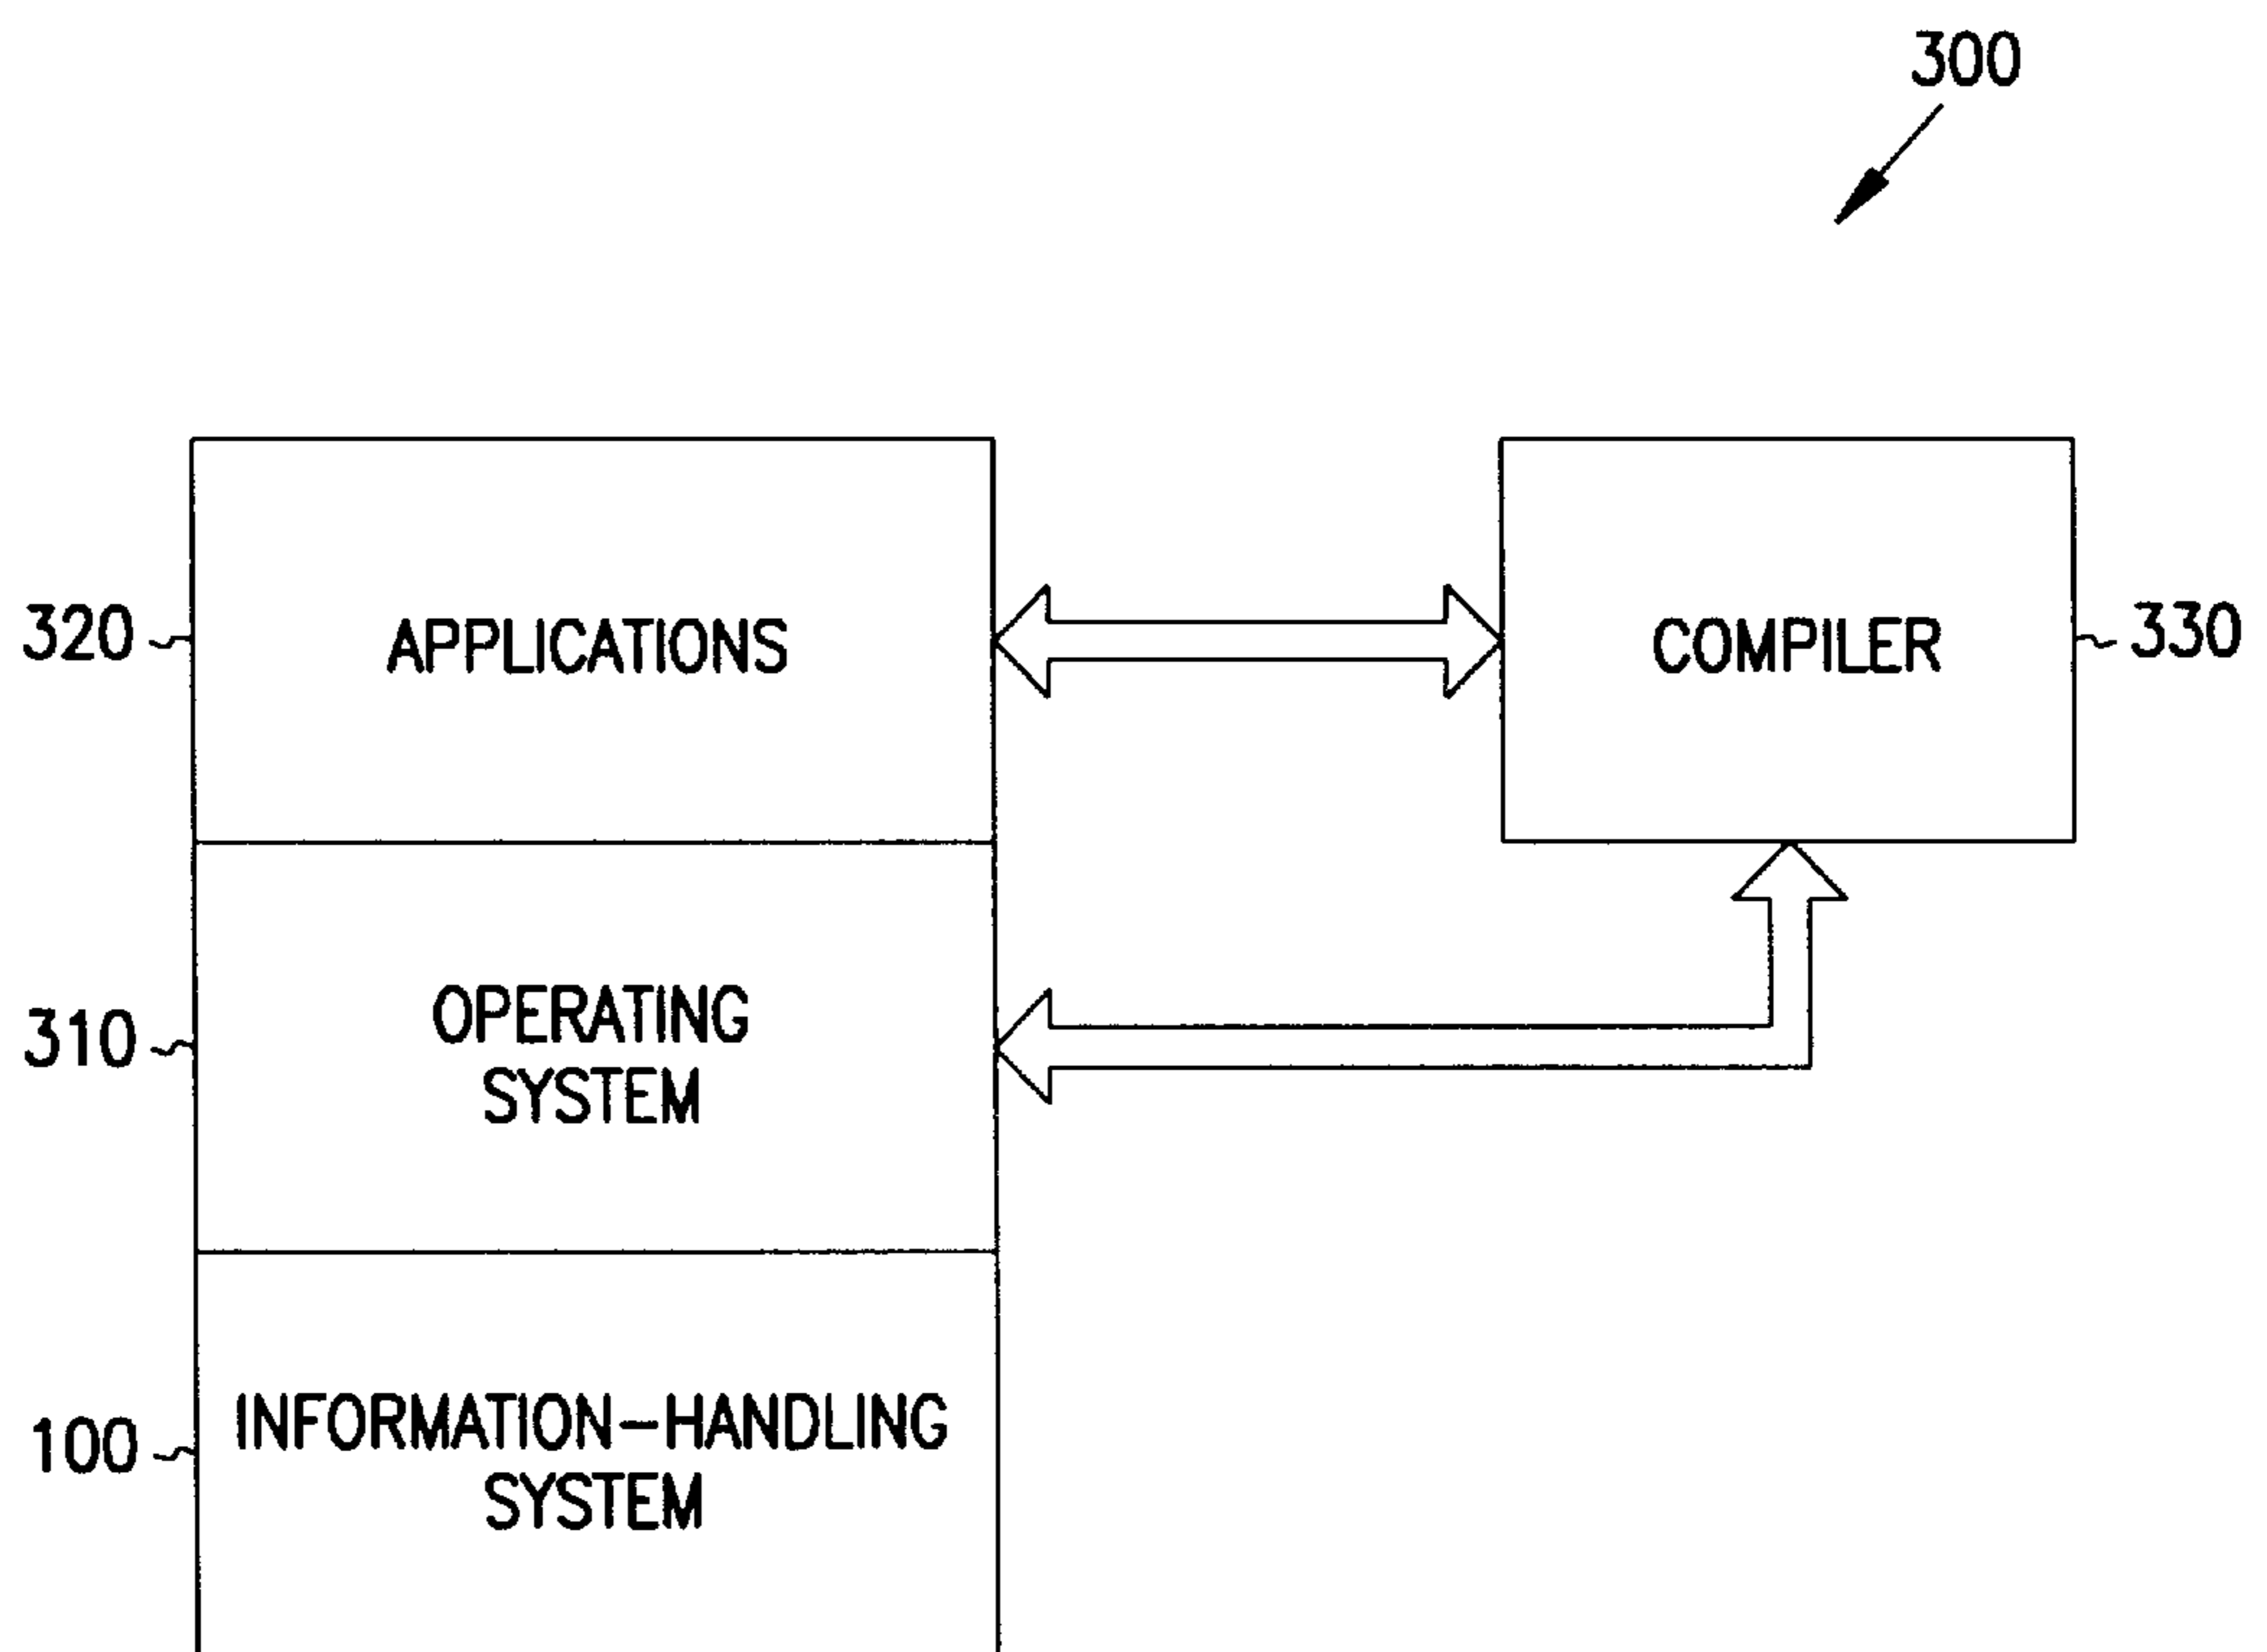 300
320
APPLICATIONS
COMPILER
330
310
OPERATING
SYSTEM
100
INFORMATION-HANDLING
SYSTEM